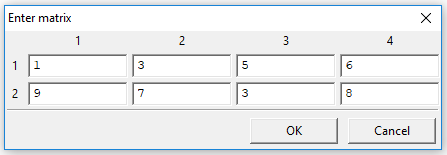 Enter matrix
1 2 3 4
1 1 3 5 6
2 9 7 3 8
OK Cancel